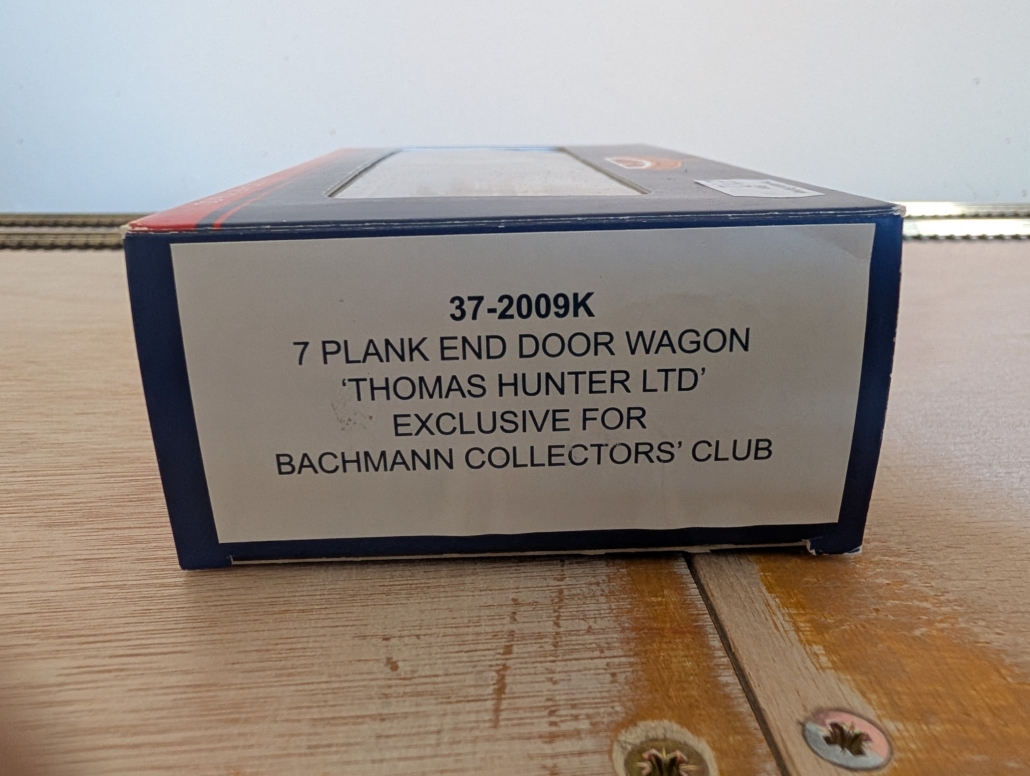 37-2009K
7 PLANK END DOOR WAGON
‘THOMAS HUNTER LTD’
EXCLUSIVE FOR
BACHMANN COLLECTORS’ CLUB